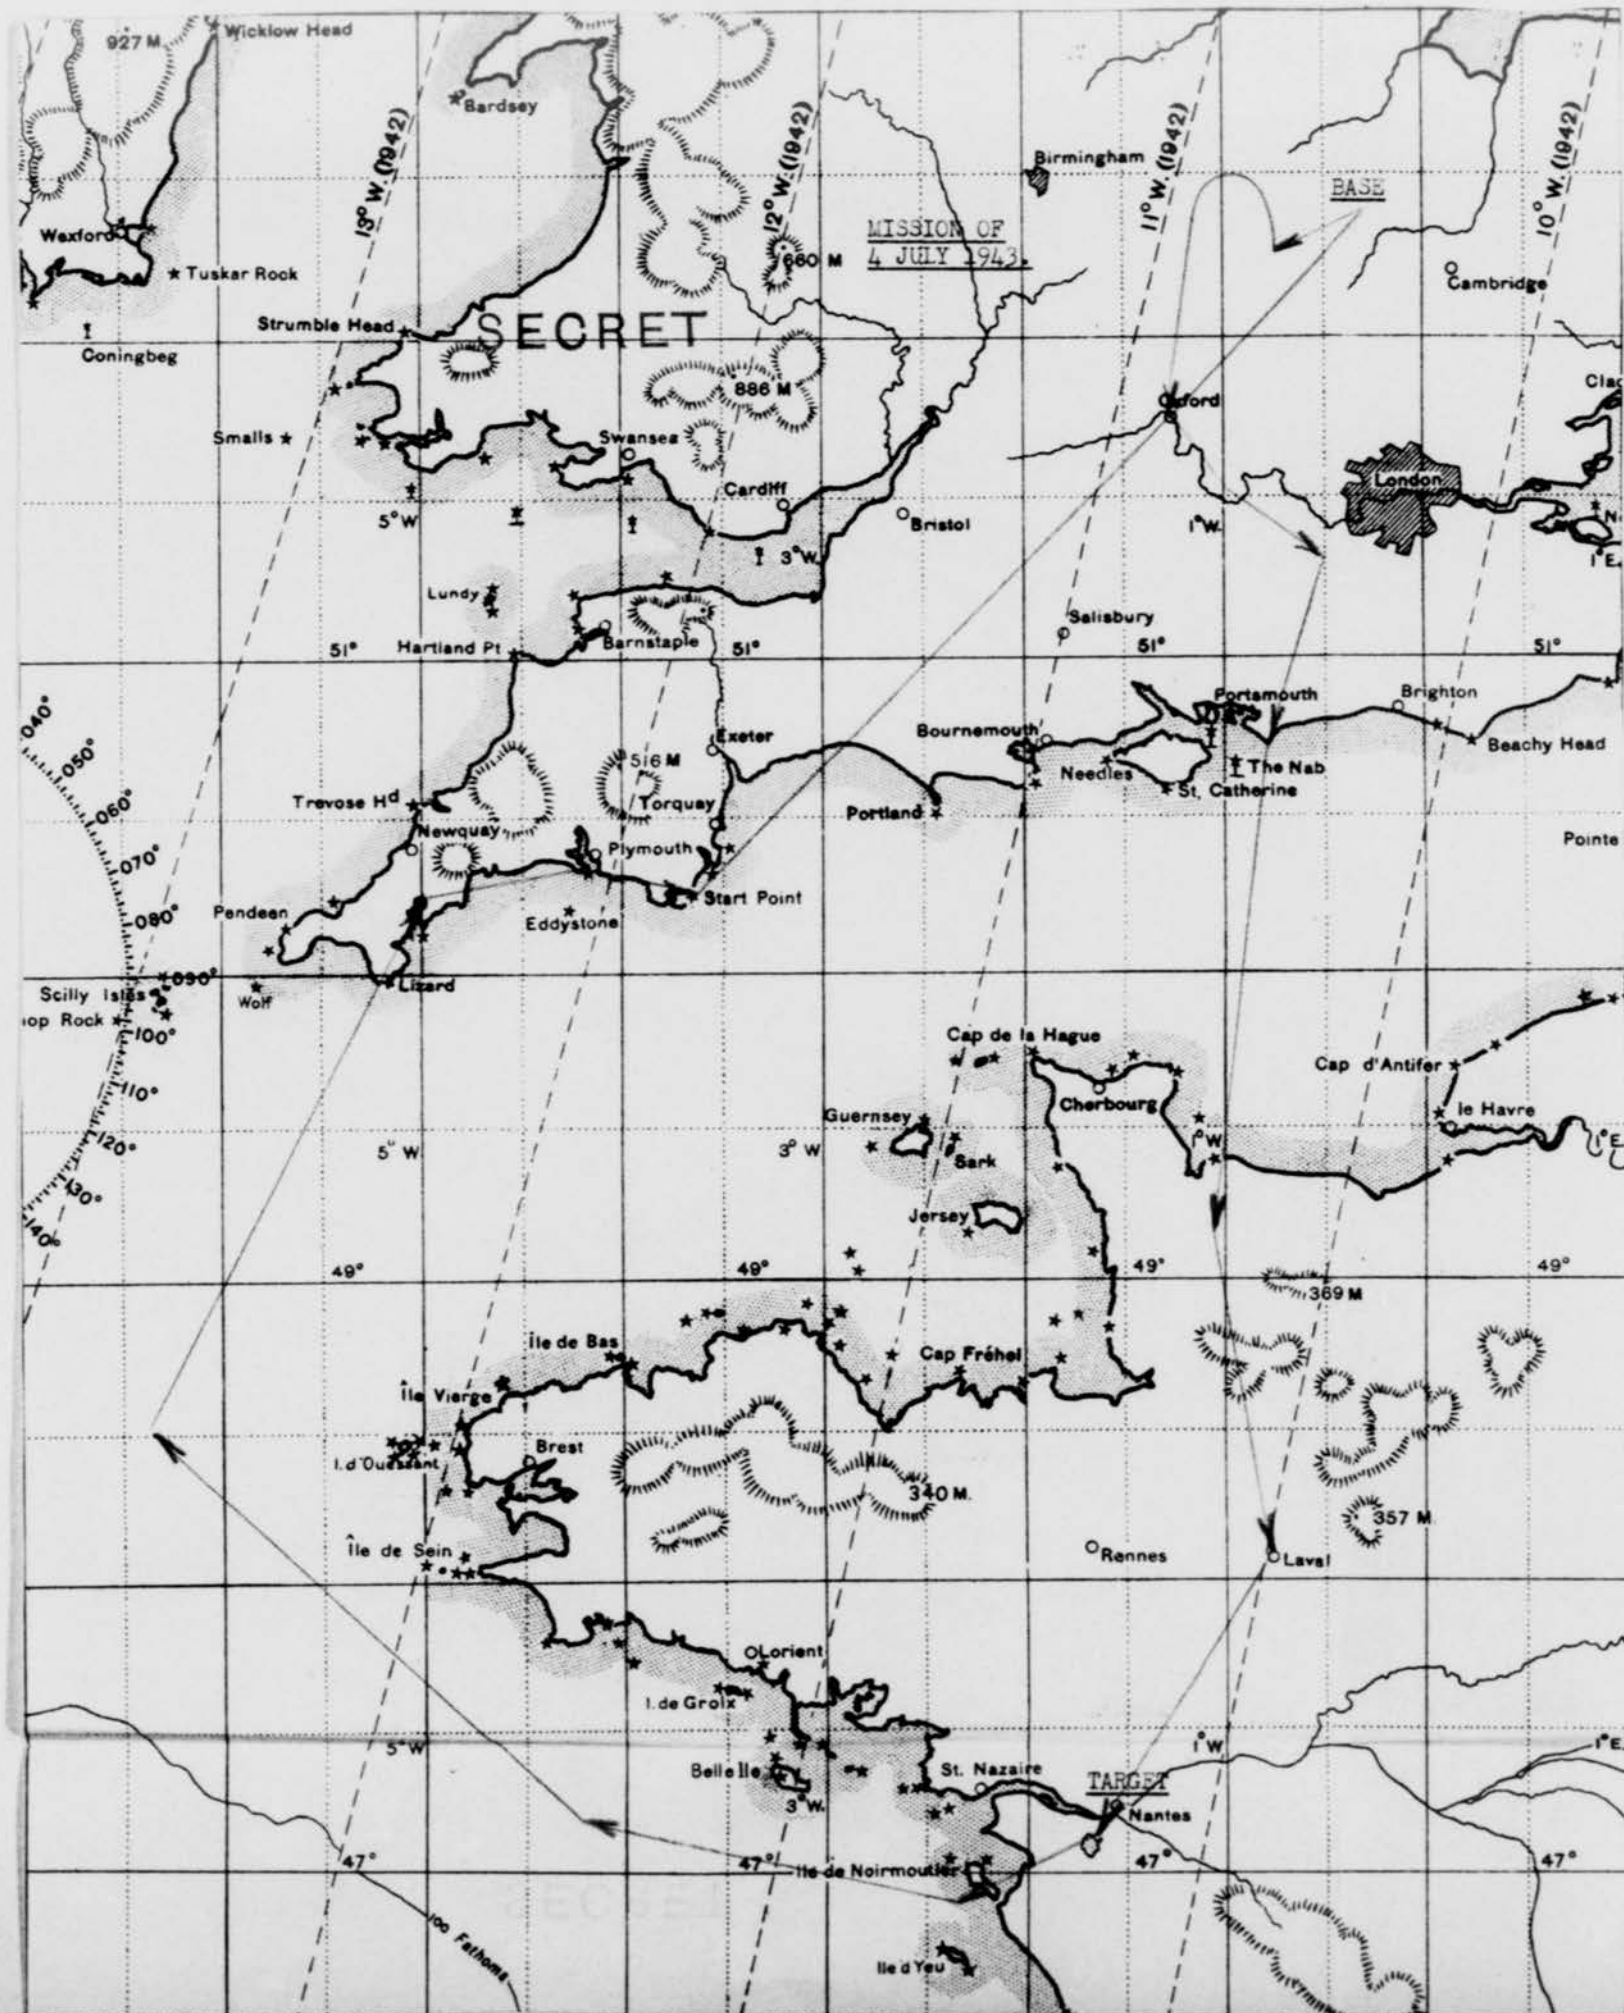 927 M
Wicklow Head
Bardsey
13° W. (1942)
12° W. (1942)
11° W. (1942)
10° W. (1942)
Birmingham
BASE
MISSION OF
4 JULY 1943.
Wexford
Tuskar Rock
660 M
Cambridge
Strumble Head
SECRET
Coningbeg
886 M
Oxford
Smalls
Swansea
London
Cardiff
5° W
Bristol
1° W.
N.
3° W.
1° E.
Lundy
Salisbury
51°
Hartland Pt
Barnstaple
51°
51°
51°
Portsmouth
Brighton
040°
Exeter
Bournemouth
Beachy Head
050°
516 M
Needles
The Nab
St. Catherine
Trevose Hd
Torquay
Portland
060°
Newquay
Plymouth
Pointe
070°
080°
Pendeen
Eddystone
Start Point
090°
Scilly Isles
Wolf
Lizard
op Rock
100°
Cap de la Hague
Cap d'Antifer
110°
Cherbourg
le Havre
Guernsey
120°
5° W
3° W
Sark
1° W
1° E
130°
Jersey
140°
49°
49°
49°
49°
369 M
Île de Bas
Cap Fréhel
Île Vierge
Brest
I. d'Ouessant
340 M.
357 M.
Île de Sein
Rennes
Laval
Lorient
I. de Groix
5° W
1° W
1° E.
Belle Ile
St. Nazaire
TARGET
3° W.
Nantes
47°
47°
Ile de Noirmoutier
47°
47°
100 Fathoms
Ile d'Yeu